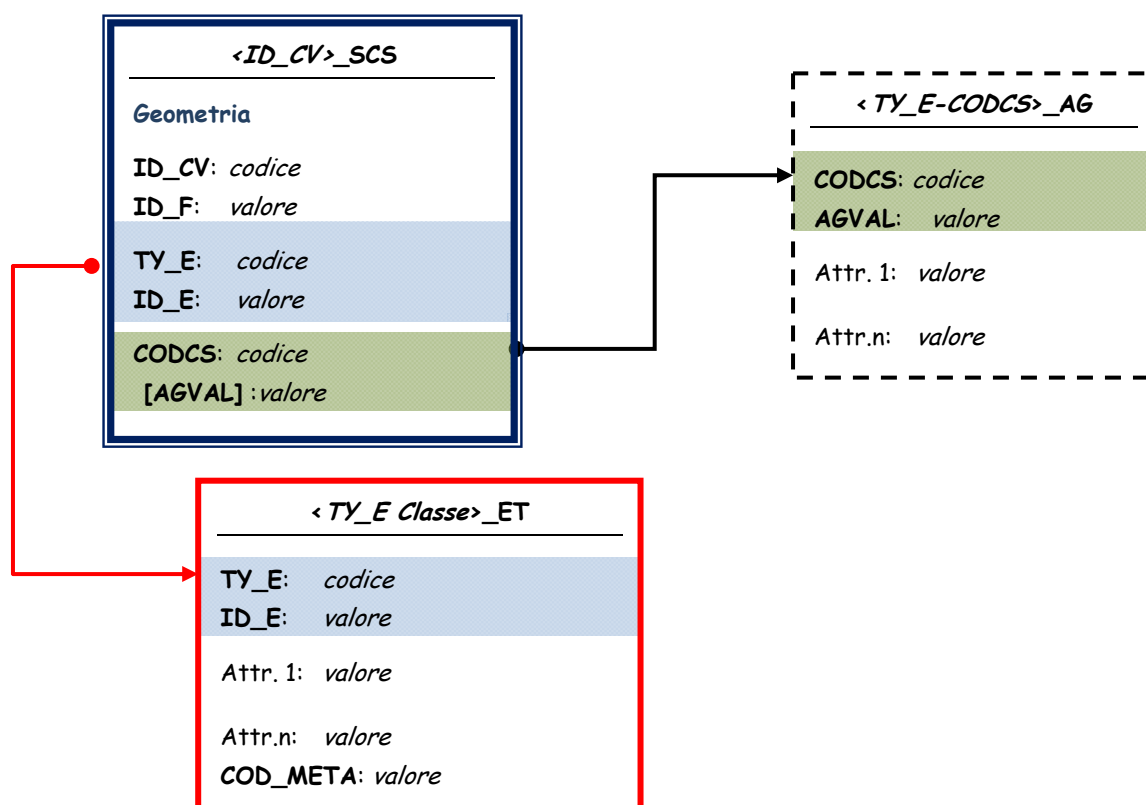 <ID_CV>_SCS
Geometria
ID_CV: codice
ID_F: valore
TY_E: codice
ID_E: valore
CODCS: codice
[AGVAL] :valore
<TY_E-CODCS>_AG
CODCS: codice
AGVAL: valore
Attr. 1: valore
Attr.n: valore
<TY_E Classe>_ET
TY_E: codice
ID_E: valore
Attr. 1: valore
Attr.n: valore
COD_META: valore